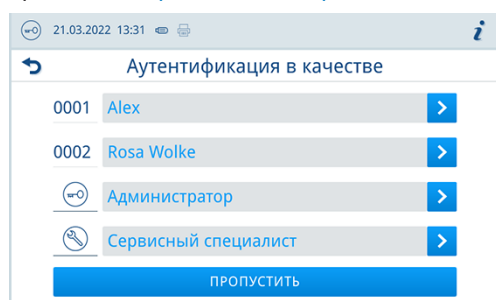 21.03.2022 13:31 i
Аутентификация в качестве
0001 Alex
0002 Rosa Wolke
Администратор
Сервисный специалист
ПРОПУСТИТЬ